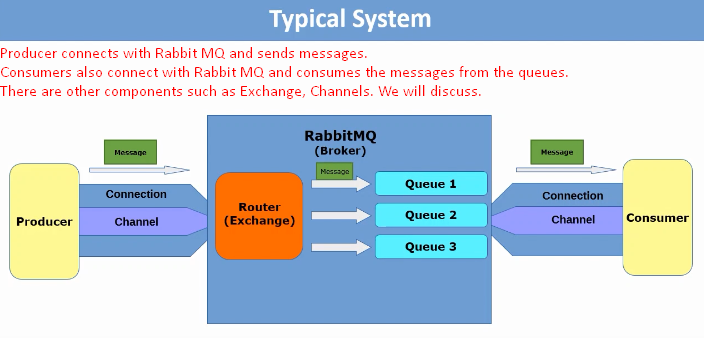 Typical System
Producer connects with Rabbit MQ and sends messages.
Consumers also connect with Rabbit MQ and consumes the messages from the queues.
There are other components such as Exchange, Channels. We will discuss.
Message
Connection
Channel
Producer
RabbitMQ
(Broker)
Router
(Exchange)
Message
Queue 1
Queue 2
Queue 3
Message
Connection
Channel
Consumer